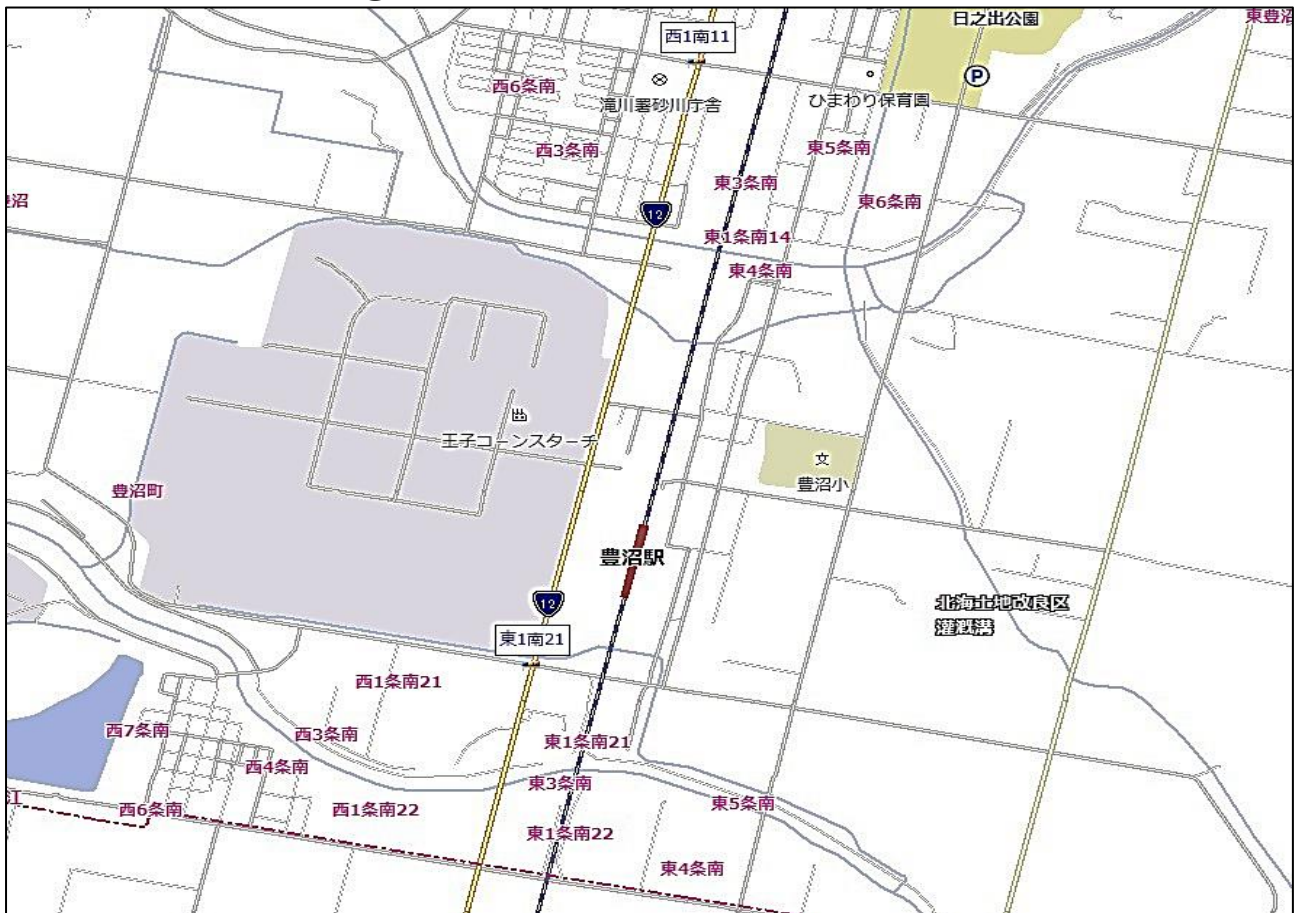 日之出公園
東豊沼
西1南11
P
西6条南
滝川署砂川庁舎
ひまわり保育園
西3条南
東5条南
東3条南
東6条南
12
東1条南14
東4条南
王子コーンスターチ
文
豊沼小
豊沼町
豊沼駅
12
北海土地改良区
灌漑溝
東1南21
西1条南21
西7条南
西3条南
東1条南21
西4条南
東3条南
西6条南
西1条南22
東5条南
東1条南22
東4条南